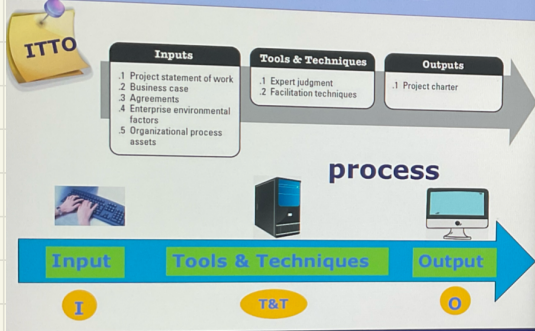 ITTO
Inputs
.1 Project statement of work
.2 Business case
.3 Agreements
.4 Enterprise environmental
factors
.5 Organizational process
assets
Tools & Techniques
.1 Expert judgment
.2 Facilitation techniques
Outputs
.1 Project charter
process
Input
Tools & Techniques
Output
I
T&T
O